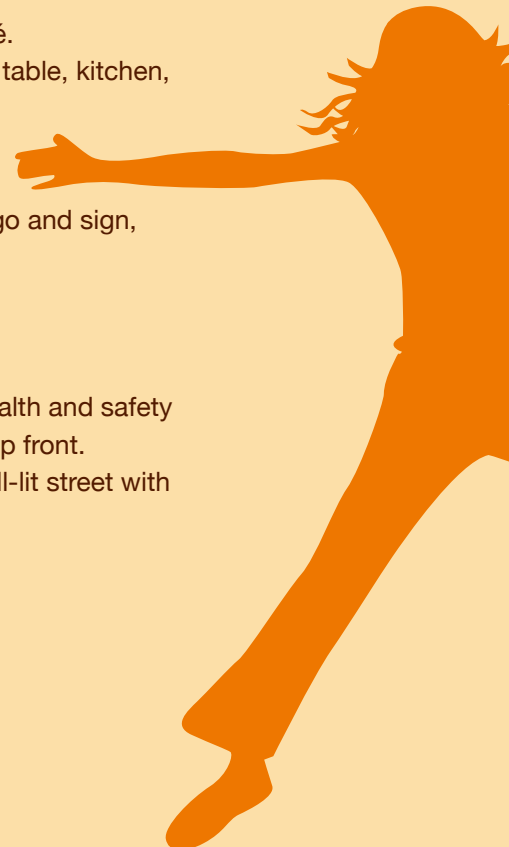 é.
table, kitchen,
go and sign,
alth and safety
p front.
ll-lit street with